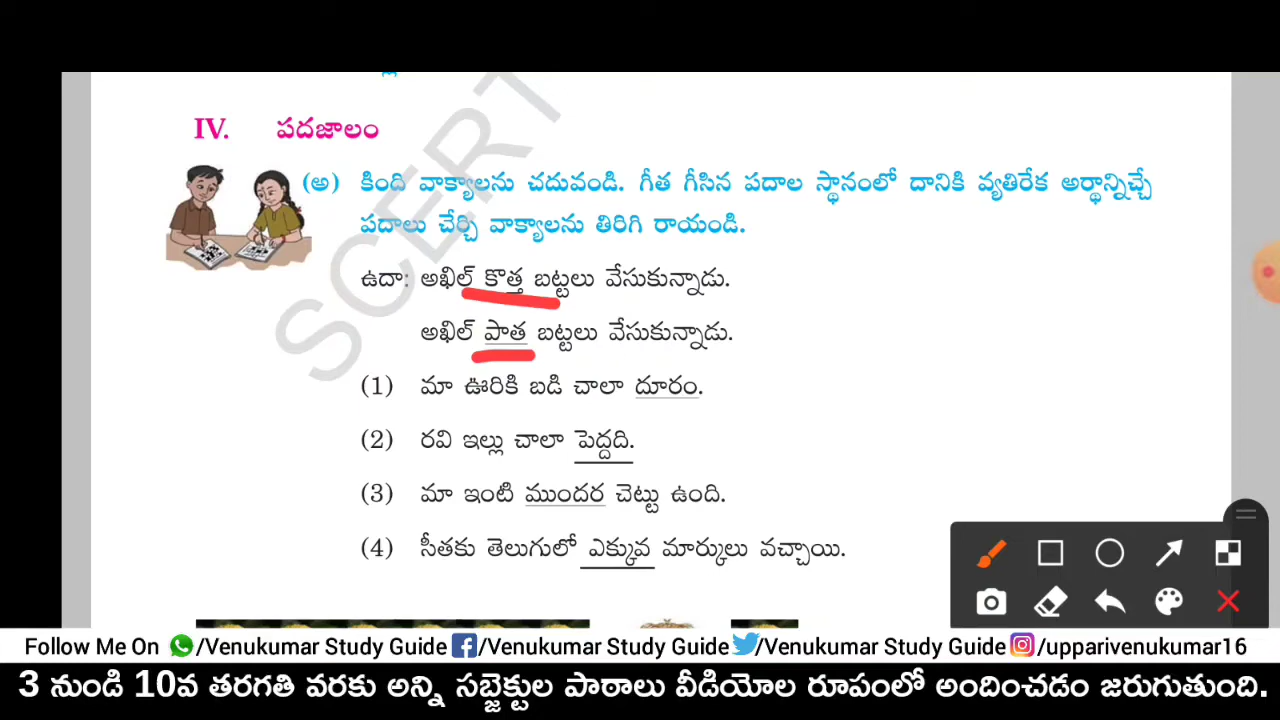 IV. పదజాలం
(అ) కింది వాక్యాలను చదువండి. గీత గీసిన పదాల స్థానంలో దానికి వ్యతిరేక అర్థాన్నిచ్చే
పదాలు చేర్చి వాక్యాలను తిరిగి రాయండి.
ఉదా: అఖిల్ కొత్త బట్టలు వేసుకున్నాడు.
అఖిల్ పాత బట్టలు వేసుకున్నాడు.
(1) మా ఊరికి బడి చాలా దూరం.
(2) రవి ఇల్లు చాలా పెద్దది.
(3) మా ఇంటి ముందర చెట్టు ఉంది.
(4) సీతకు తెలుగులో ఎక్కువ మార్కులు వచ్చాయి.
SCERT
Follow Me On /Venukumar Study Guide /Venukumar Study Guide /Venukumar Study Guide /upparivenukumar16
3 నుండి 10వ తరగతి వరకు అన్ని సబ్జెక్టుల పాఠాలు వీడియోల రూపంలో అందించడం జరుగుతుంది.